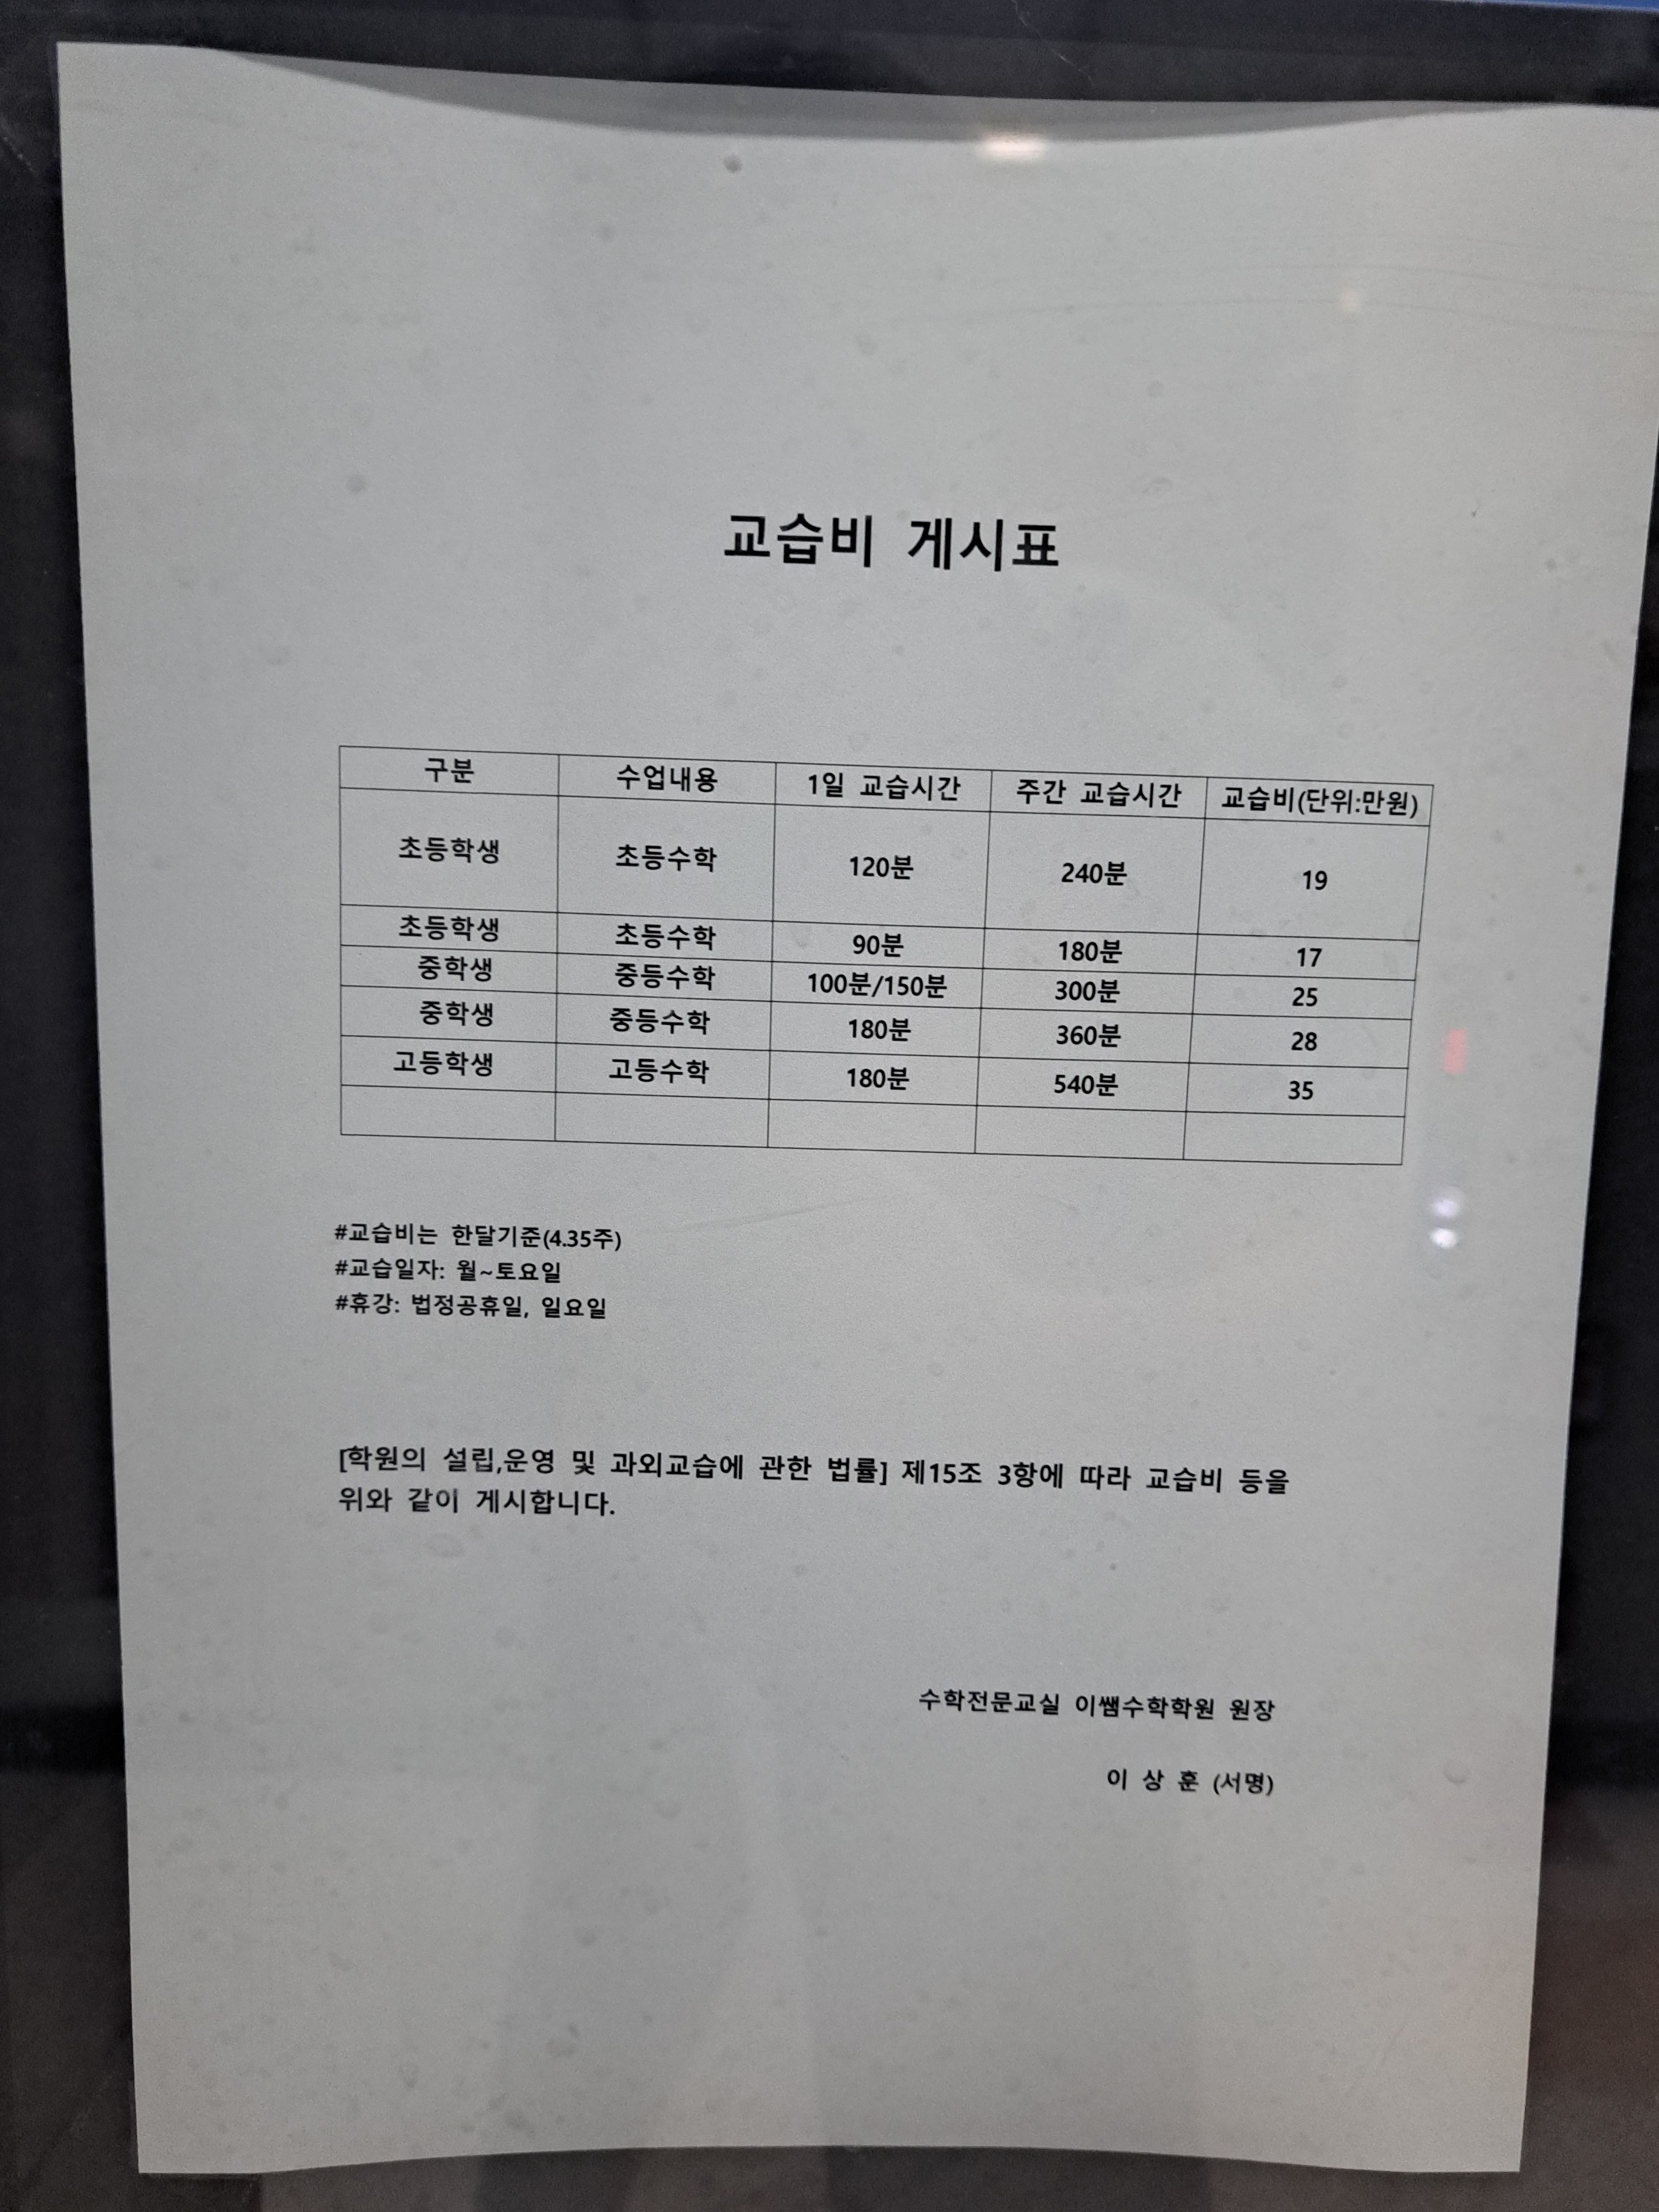 교습비 게시표
구분 수업내용 1일 교습시간 주간 교습시간 교습비(단위:만원)
초등학생 초등수학 120분 240분 19
초등학생 초등수학 90분 180분 17
중학생 중등수학 100분/150분 300분 25
중학생 중등수학 180분 360분 28
고등학생 고등수학 180분 540분 35
#교습비는 한달기준(4.35주)
#교습일자: 월~토요일
#휴강: 법정공휴일, 일요일
[학원의 설립,운영 및 과외교습에 관한 법률] 제15조 3항에 따라 교습비 등을
위와 같이 게시합니다.
수학전문교실 이쌤수학학원 원장
이 상 훈 (서명)